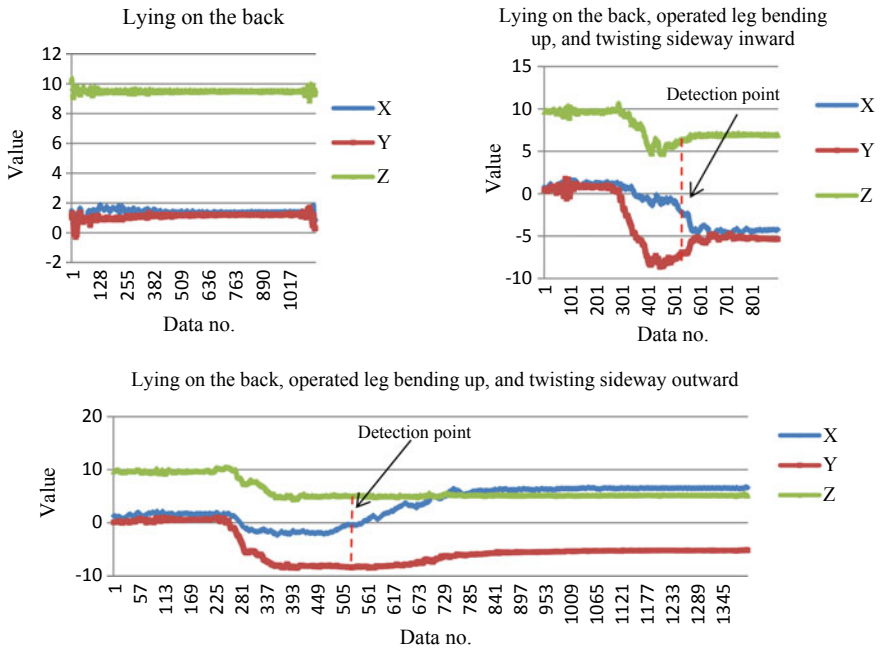 Lying on the back
12
10
8
6
4
2
0
-2
Value
1
128
255
382
509
636
763
890
1017
Data no.
X
Y
Z
Lying on the back, operated leg bending
up, and twisting sideway inward
15
10
5
0
-5
-10
Value
Detection point
1
101
201
301
401
501
601
701
801
Data no.
X
Y
Z
Lying on the back, operated leg bending up, and twisting sideway outward
20
10
0
-10
Value
Detection point
1
57
113
169
225
281
337
393
449
505
561
617
673
729
785
841
897
953
1009
1065
1121
1177
1233
1289
1345
Data no.
X
Y
Z